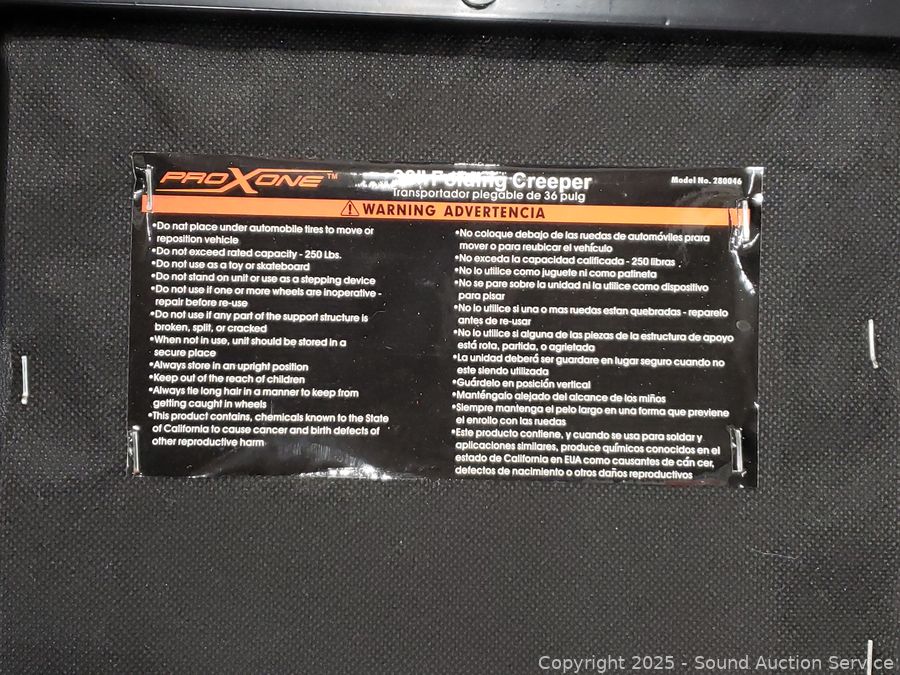 PROXONE™
36" Folding Creeper
Model No. 280046
Transportador plegable de 36 pulg
WARNING ADVERTENCIA
•Do nat place under automobile tires to move or
reposition vehicle
•Do not exceed rated capacity - 250 Lbs.
•Do not use as a toy or skateboard
•Do not stand on unit or use as a stepping device
•Do not use if one or more wheels are inoperative -
repair before re-use
•Do not use if any part of the support structure is
broken, split, or cracked
•When not in use, unit should be stored in a
secure place
•Always store in an upright position
•Keep out of the reach of children
•Always tie long hair in a manner to keep from
getting caught in wheels
•This product contains, chemicals known to the State
of California to cause cancer and birth defects of
other reproductive harm
•No coloque debajo de las ruedas de automóviles prara
mover o para reubicar el vehículo
•No exceda la capacidad calificada - 250 libras
•No lo utilice como juguete ni como patineta
•No se pare sobre la unidad ni la utilice como dispositivo
para pisar
•No lo utilice si una o mas ruedas estan quebradas - reparelo
antes de re-usar
•No lo utilice si alguna de las piezas de la estructura de apoyo
está rota, partida, o agrietada
•La unidad deberá ser guardare en lugar seguro cuando no
este siendo utilizada
•Guárdelo en posición vertical
•Manténgalo alejado del alcance de los miños
•Siempre mantenga el pelo largo en una forma que previene
el enrollo con las ruedas
•Este producto contiene, y cuando se usa para soldar y
aplicaciones similares, produce químicos conocidos en el
estado de California en EUA como causantes de cán cer,
defectos de nacimiento o otros daños reproductivos
Copyright © 2025 - Sound Auction Service